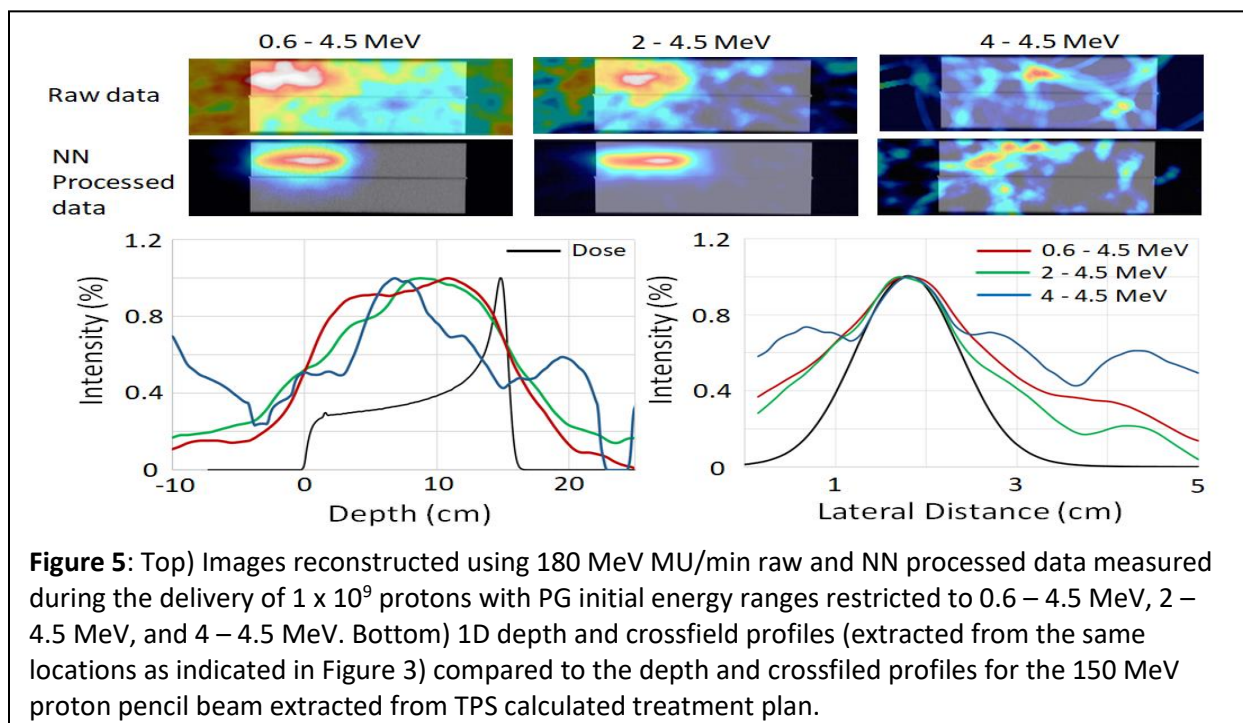 0.6 - 4.5 MeV
2 - 4.5 MeV
4 - 4.5 MeV
Raw data
NN
Processed
data
1.2
Dose
0.8
0.4
0
Intensity (%)
-10
0
10
20
Depth (cm)
1.2
0.6 - 4.5 MeV
2 - 4.5 MeV
4 - 4.5 MeV
0.8
0.4
0
Intensity (%)
1
3
5
Lateral Distance (cm)
Figure 5: Top) Images reconstructed using 180 MeV MU/min raw and NN processed data measured
during the delivery of 1 x 10⁹ protons with PG initial energy ranges restricted to 0.6 – 4.5 MeV, 2 –
4.5 MeV, and 4 – 4.5 MeV. Bottom) 1D depth and crossfield profiles (extracted from the same
locations as indicated in Figure 3) compared to the depth and crossfiled profiles for the 150 MeV
proton pencil beam extracted from TPS calculated treatment plan.